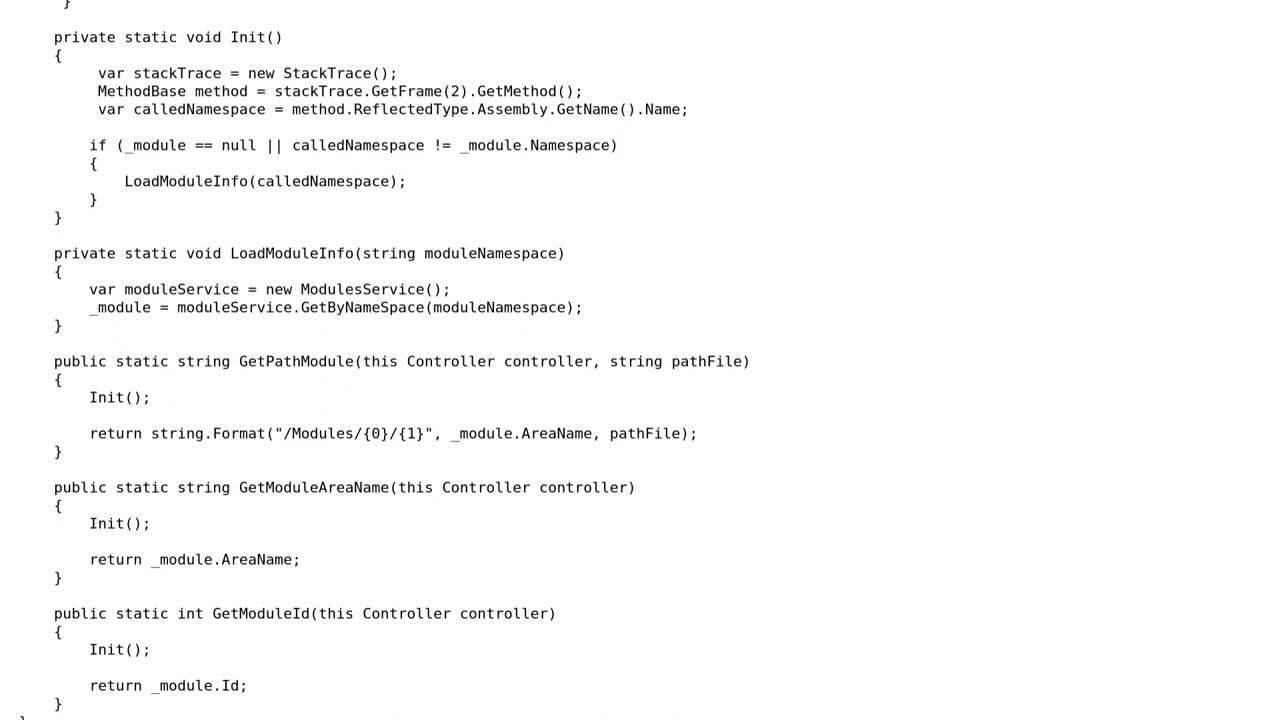 }
private static void Init()
{
var stackTrace = new StackTrace();
MethodBase method = stackTrace.GetFrame(2).GetMethod();
var calledNamespace = method.ReflectedType.Assembly.GetName().Name;
if (_module == null || calledNamespace != _module.Namespace)
{
LoadModuleInfo(calledNamespace);
}
}
private static void LoadModuleInfo(string moduleNamespace)
{
var moduleService = new ModulesService();
_module = moduleService.GetByNameSpace(moduleNamespace);
}
public static string GetPathModule(this Controller controller, string pathFile)
{
Init();
return string.Format("/Modules/{0}/{1}", _module.AreaName, pathFile);
}
public static string GetModuleAreaName(this Controller controller)
{
Init();
return _module.AreaName;
}
public static int GetModuleId(this Controller controller)
{
Init();
return _module.Id;
}
}